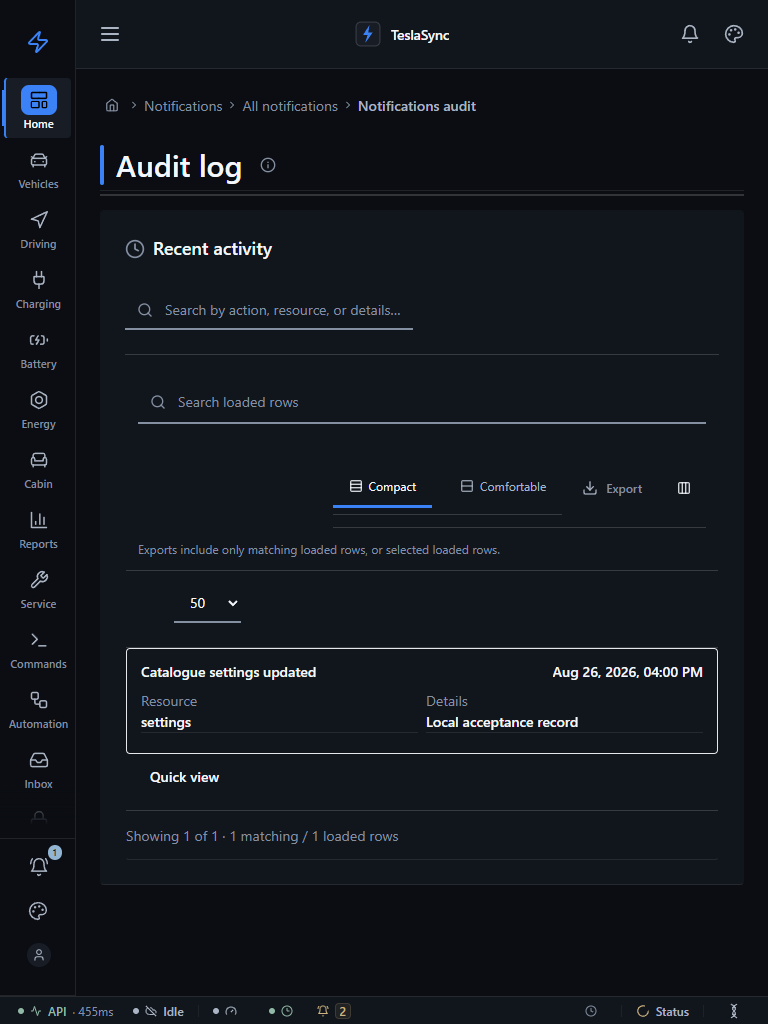 TeslaSync
Home
Vehicles
Driving
Charging
Battery
Energy
Cabin
Reports
Service
Commands
Automation
Inbox
1
Notifications > All notifications > Notifications audit
Audit log
Recent activity
Search by action, resource, or details...
Search loaded rows
Compact Comfortable Export
Exports include only matching loaded rows, or selected loaded rows.
50
Catalogue settings updated Aug 26, 2026, 04:00 PM
Resource Details
settings Local acceptance record
Quick view
Showing 1 of 1 · 1 matching / 1 loaded rows
API · 455ms Idle 2 Status